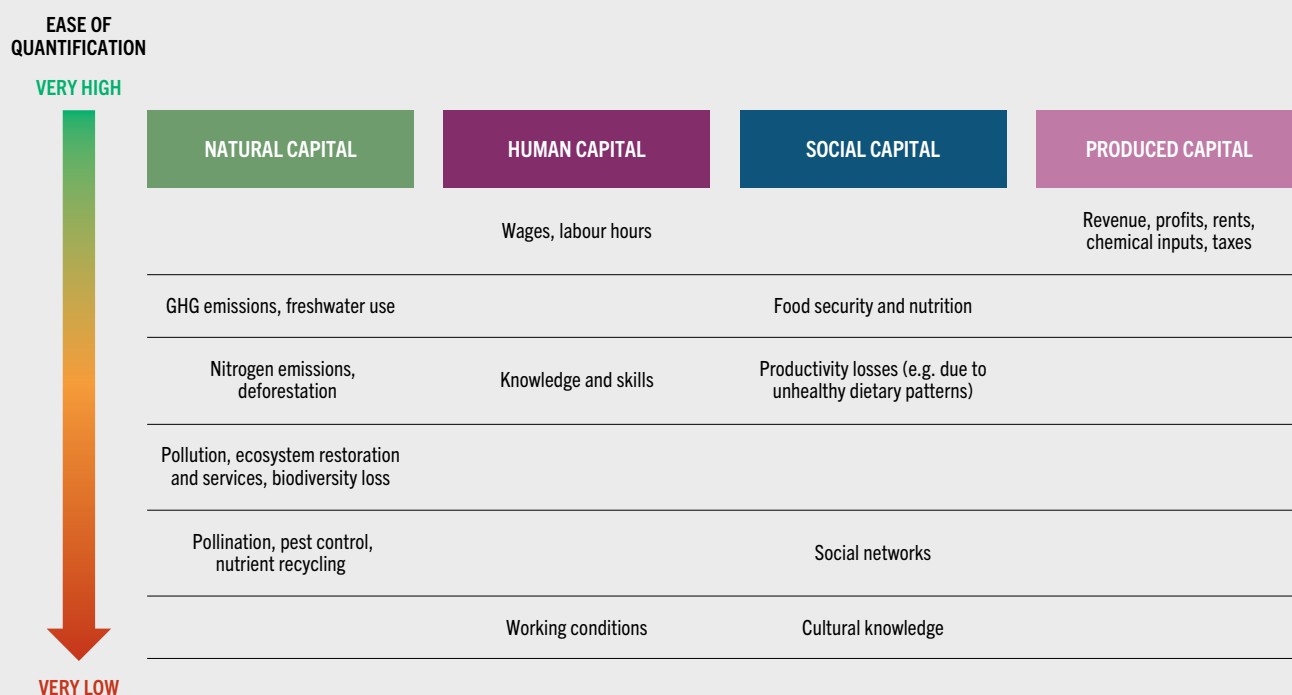 EASE OF
QUANTIFICATION
VERY HIGH
NATURAL CAPITAL
HUMAN CAPITAL
SOCIAL CAPITAL
PRODUCED CAPITAL
Wages, labour hours
Revenue, profits, rents,
chemical inputs, taxes
GHG emissions, freshwater use
Food security and nutrition
Nitrogen emissions,
deforestation
Knowledge and skills
Productivity losses (e.g. due to
unhealthy dietary patterns)
Pollution, ecosystem restoration
and services, biodiversity loss
Pollination, pest control,
nutrient recycling
Social networks
Working conditions
Cultural knowledge
VERY LOW